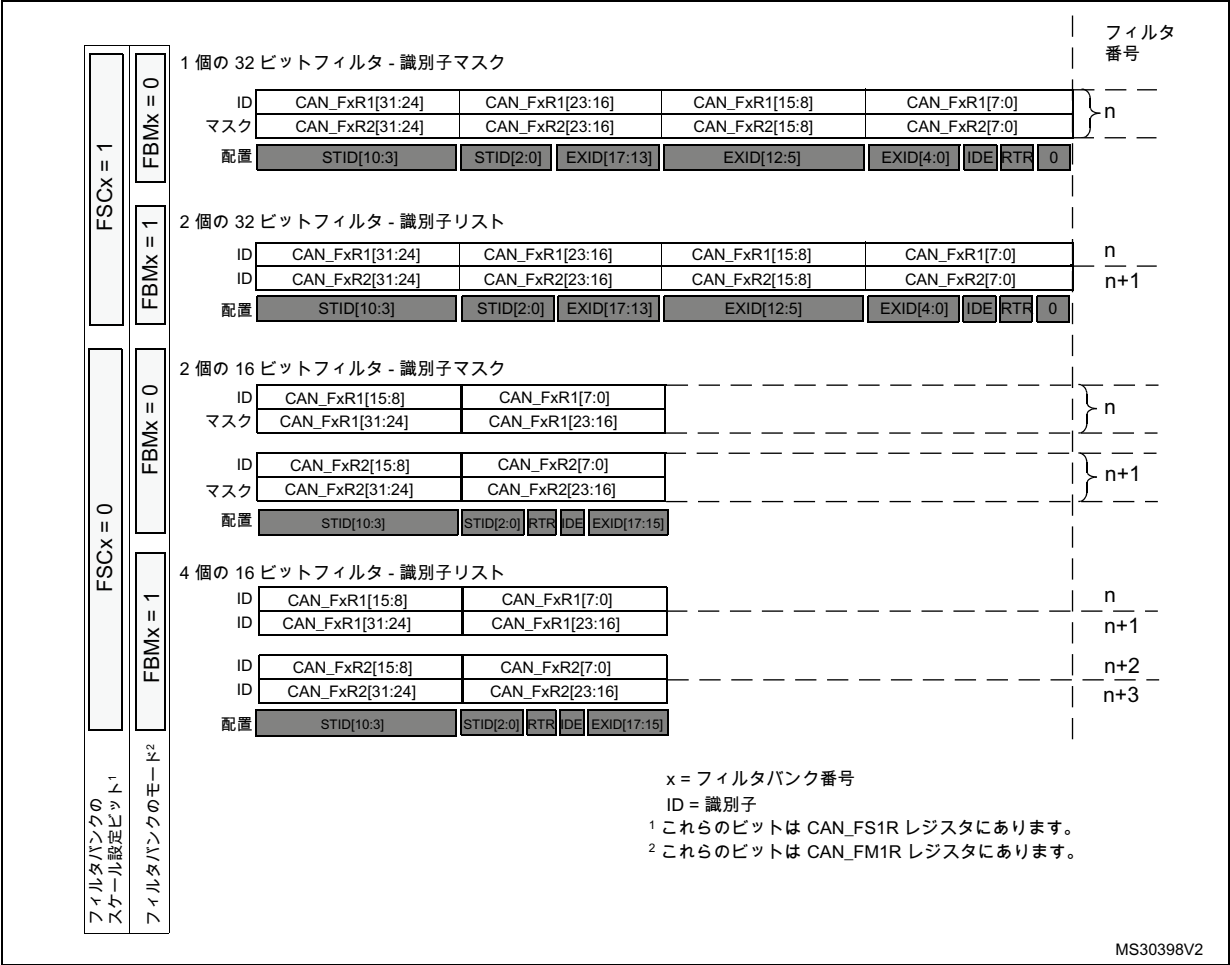 フィルタ
番号
FSCx = 1
FBMx = 0
1 個の 32 ビットフィルタ - 識別子マスク
ID CAN_FxR1[31:24] CAN_FxR1[23:16] CAN_FxR1[15:8] CAN_FxR1[7:0]
マスク CAN_FxR2[31:24] CAN_FxR2[23:16] CAN_FxR2[15:8] CAN_FxR2[7:0]
n
配置 STID[10:3] STID[2:0] EXID[17:13] EXID[12:5] EXID[4:0] IDE RTR 0
FBMx = 1
2 個の 32 ビットフィルタ - 識別子リスト
ID CAN_FxR1[31:24] CAN_FxR1[23:16] CAN_FxR1[15:8] CAN_FxR1[7:0] n
ID CAN_FxR2[31:24] CAN_FxR2[23:16] CAN_FxR2[15:8] CAN_FxR2[7:0] n+1
配置 STID[10:3] STID[2:0] EXID[17:13] EXID[12:5] EXID[4:0] IDE RTR 0
FSCx = 0
FBMx = 0
2 個の 16 ビットフィルタ - 識別子マスク
ID CAN_FxR1[15:8] CAN_FxR1[7:0]
マスク CAN_FxR1[31:24] CAN_FxR1[23:16]
n
ID CAN_FxR2[15:8] CAN_FxR2[7:0]
マスク CAN_FxR2[31:24] CAN_FxR2[23:16]
n+1
配置 STID[10:3] STID[2:0] RTR IDE EXID[17:15]
FBMx = 1
4 個の 16 ビットフィルタ - 識別子リスト
ID CAN_FxR1[15:8] CAN_FxR1[7:0] n
ID CAN_FxR1[31:24] CAN_FxR1[23:16] n+1
ID CAN_FxR2[15:8] CAN_FxR2[7:0] n+2
ID CAN_FxR2[31:24] CAN_FxR2[23:16] n+3
配置 STID[10:3] STID[2:0] RTR IDE EXID[17:15]
フィルタバンクの
スケール設定ビット¹
フィルタバンクのモード²
x = フィルタバンク番号
ID = 識別子
¹ これらのビットは CAN_FS1R レジスタにあります。
² これらのビットは CAN_FM1R レジスタにあります。
MS30398V2